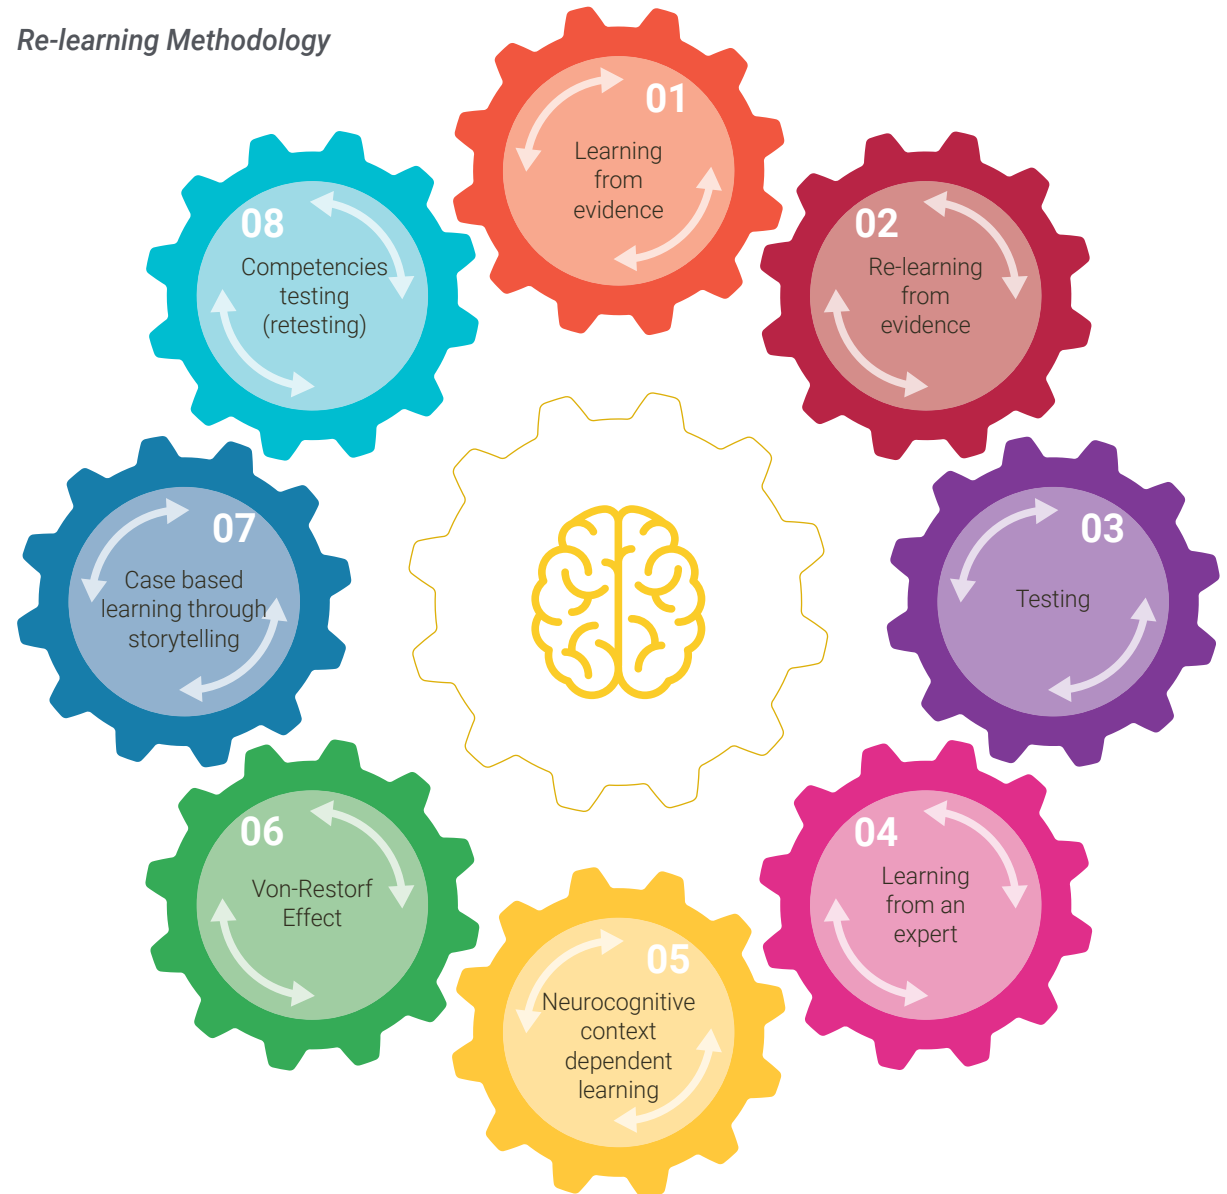 Re-learning Methodology
01
Learning
from
evidence
02
Re-learning
from
evidence
03
Testing
04
Learning
from an
expert
05
Neurocognitive
context
dependent
learning
06
Von-Restorf
Effect
07
Case based
learning through
storytelling
08
Competencies
testing
(retesting)